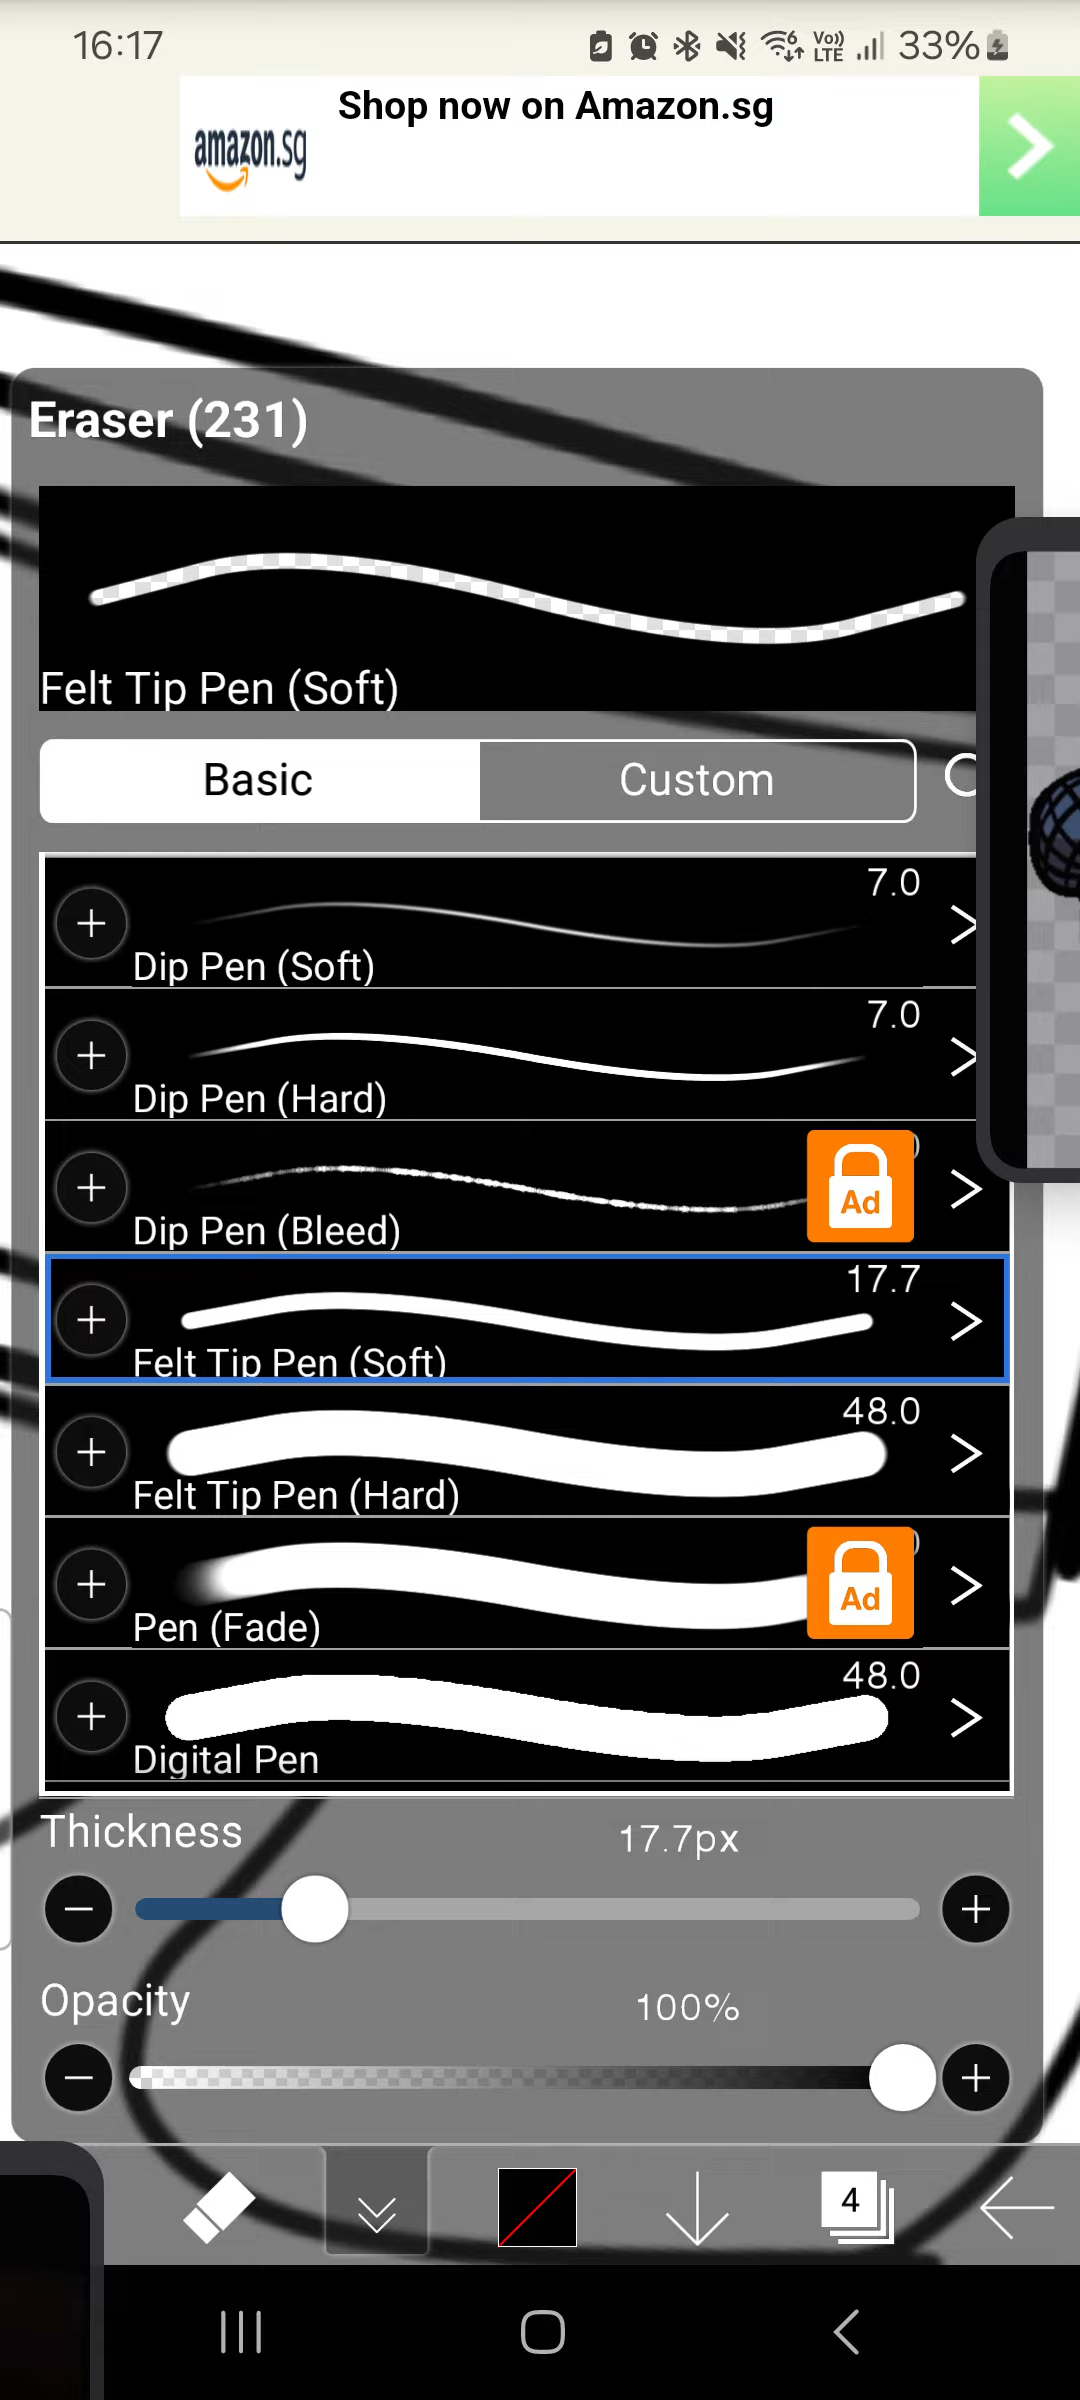 16:17
6 Vo)) LTE 33%
Shop now on Amazon.sg
amazon.sg
Eraser (231)
Felt Tip Pen (Soft)
Basic Custom
7.0
Dip Pen (Soft)
7.0
Dip Pen (Hard)
Ad
Dip Pen (Bleed)
17.7
Felt Tip Pen (Soft)
48.0
Felt Tip Pen (Hard)
Ad
Pen (Fade)
48.0
Digital Pen
Thickness 17.7px
Opacity 100%
4